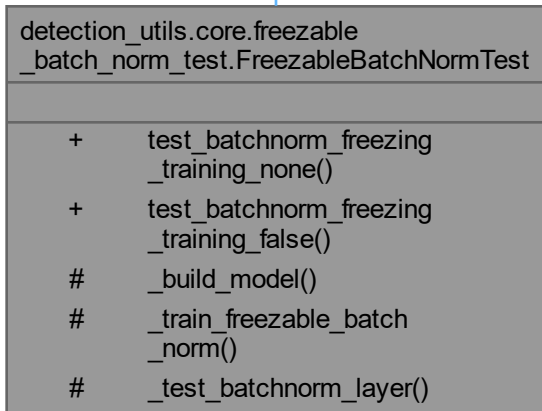 detection_utils.core.freezable
_batch_norm_test.FreezableBatchNormTest
+ test_batchnorm_freezing
_training_none()
+ test_batchnorm_freezing
_training_false()
# _build_model()
# _train_freezable_batch
_norm()
# _test_batchnorm_layer()